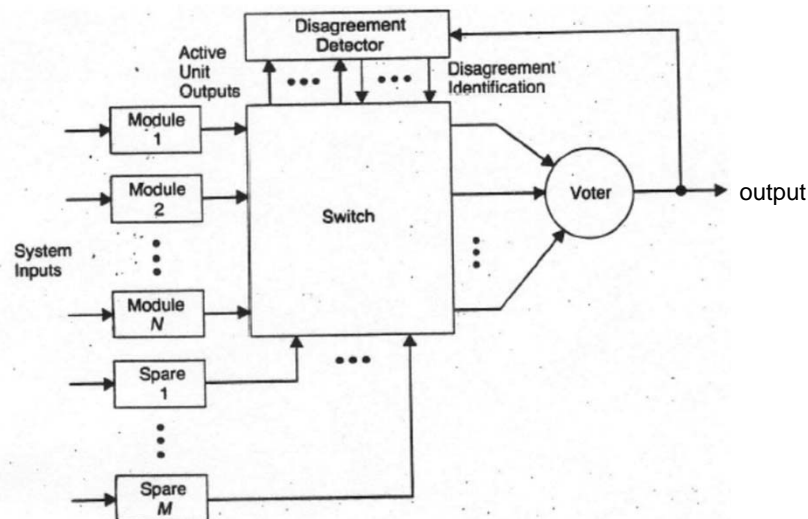 Disagreement
Detector
Active
Unit
Outputs
Disagreement
Identification
Module
1
Module
2
System
Inputs
Module
N
Spare
1
Spare
M
Switch
Voter
output